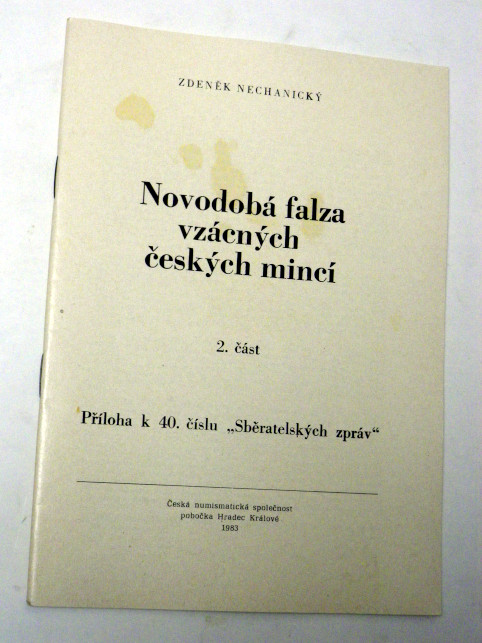 ZDENĚK NECHANICKÝ
Novodobá falza
vzácných
českých mincí
2. část
Příloha k 40. číslu „Sběratelských zpráv“
Česká numismatická společnost
pobočka Hradec Králové
1983